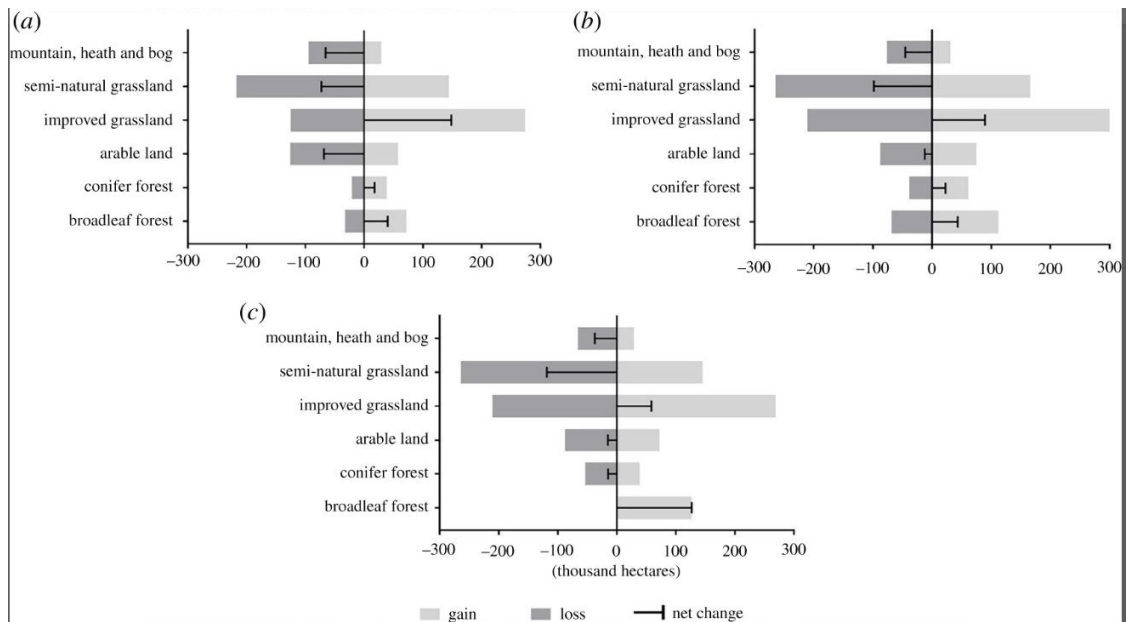 (a)
mountain, heath and bog
semi-natural grassland
improved grassland
arable land
conifer forest
broadleaf forest
–300 –200 –100 0 100 200 300
(b)
mountain, heath and bog
semi-natural grassland
improved grassland
arable land
conifer forest
broadleaf forest
–300 –200 –100 0 100 200 300
(c)
mountain, heath and bog
semi-natural grassland
improved grassland
arable land
conifer forest
broadleaf forest
–300 –200 –100 0 100 200 300
(thousand hectares)
gain loss net change